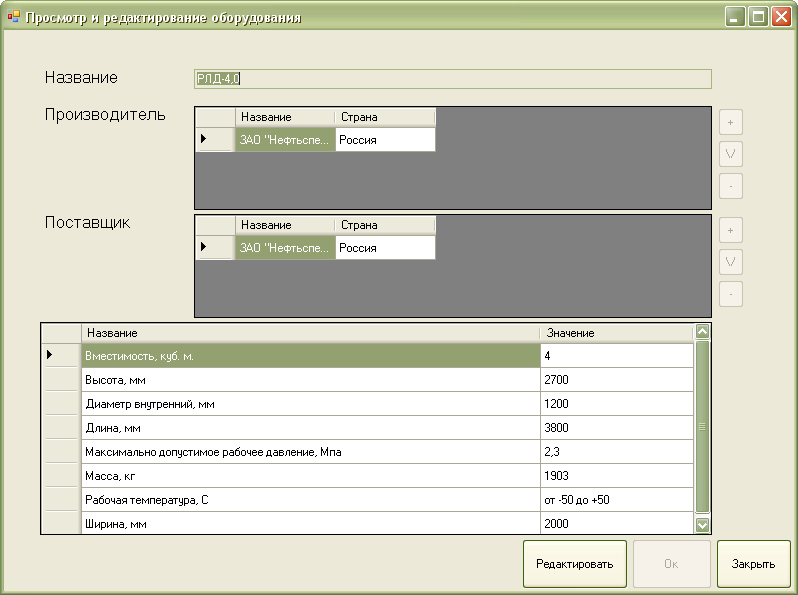 Просмотр и редактирование оборудования
Название РЛД-4,0
Производитель
Название Страна
ЗАО "Нефтьспе... Россия
+
\/
-
Поставщик
Название Страна
ЗАО "Нефтьспе... Россия
+
\/
-
Название Значение
Вместимость, куб. м. 4
Высота, мм 2700
Диаметр внутренний, мм 1200
Длина, мм 3800
Максимально допустимое рабочее давление, Мпа 2,3
Масса, кг 1903
Рабочая температура, С от -50 до +50
Ширина, мм 2000
Редактировать Ок Закрыть